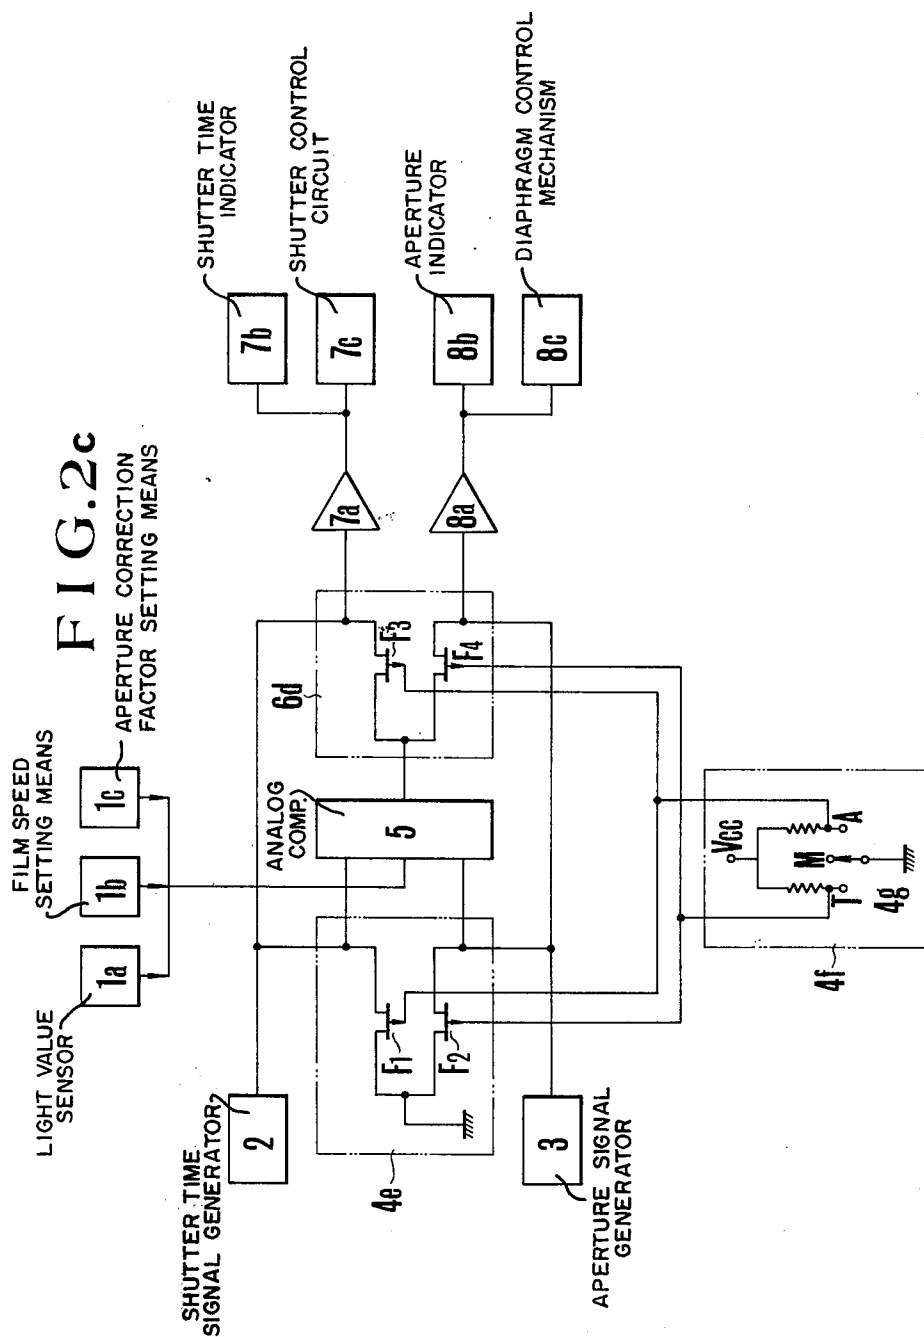 FIG.2c
LIGHT VALUE
SENSOR
1a
FILM SPEED
SETTING MEANS
1b
1c
APERTURE CORRECTION
FACTOR SETTING MEANS
SHUTTER TIME
SIGNAL GENERATOR
2
4e
F1
F2
3
APERTURE SIGNAL
GENERATOR
ANALOG
COMP.
5
6d
F3
F4
7a
8a
7b
SHUTTER TIME
INDICATOR
7c
SHUTTER CONTROL
CIRCUIT
8b
APERTURE
INDICATOR
8c
DIAPHRAGM CONTROL
MECHANISM
4f
Vcc
T
M
A
4g